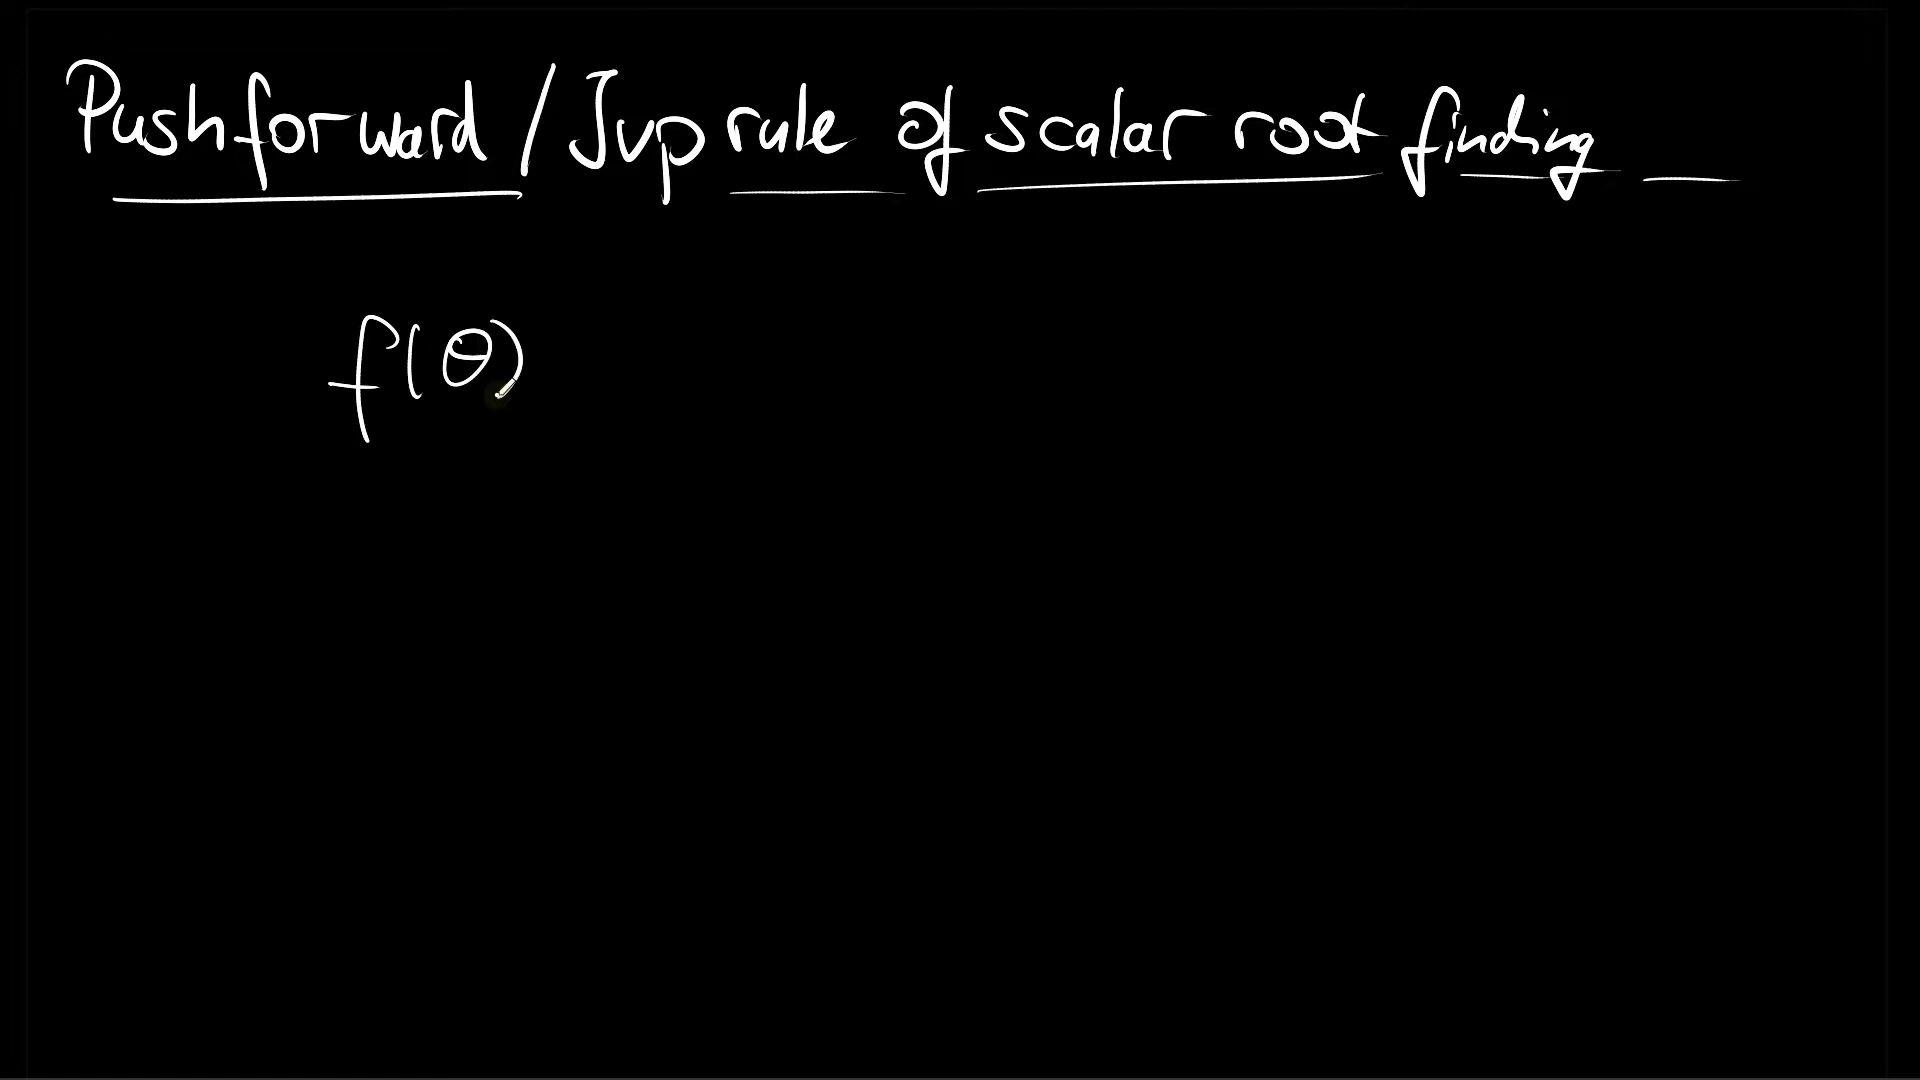 Pushforward / Jvp rule of scalar root finding
f(θ)